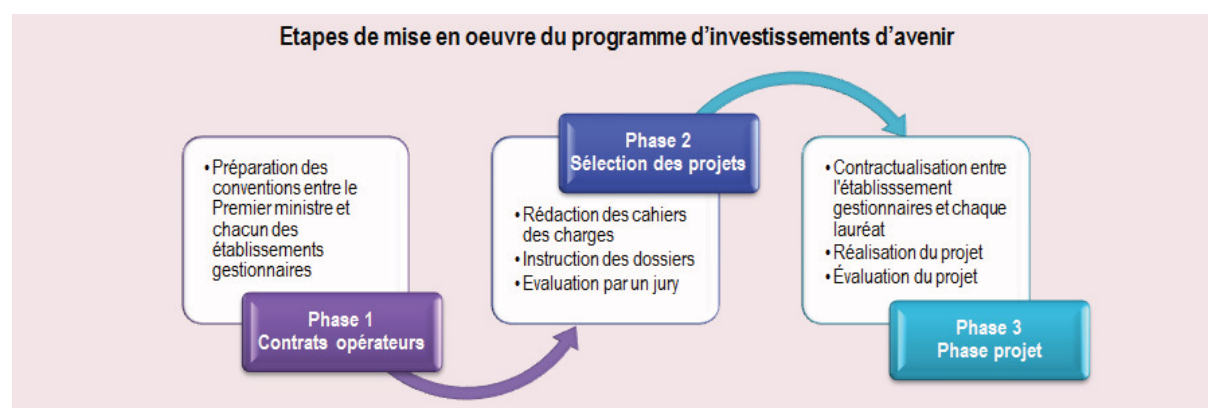 Etapes de mise en oeuvre du programme d'investissements d'avenir
•Préparation des
conventions entre le
Premier ministre et
chacun des
établissements
gestionnaires
Phase 1
Contrats opérateurs
Phase 2
Sélection des projets
•Rédaction des cahiers
des charges
•Instruction des dossiers
•Evaluation par un jury
•Contractualisation entre
l'établisssement
gestionnaires et chaque
lauréat
•Réalisation du projet
•Évaluation du projet
Phase 3
Phase projet